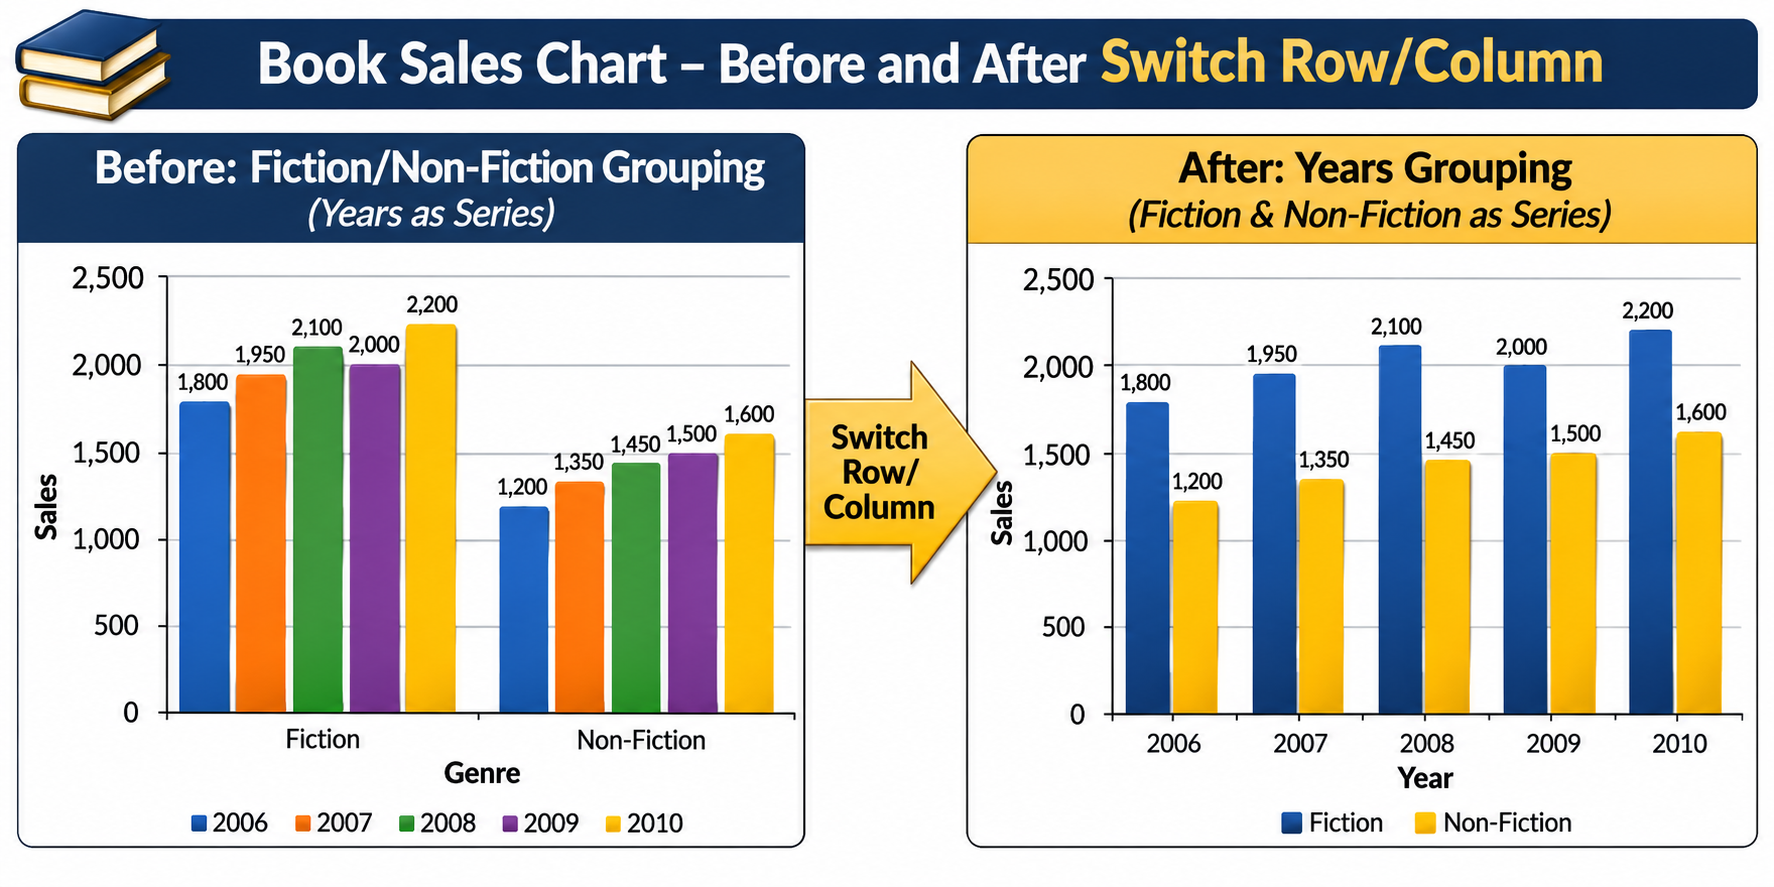 Book Sales Chart – Before and After Switch Row/Column
Before: Fiction/Non-Fiction Grouping
(Years as Series)
2,500
2,000
1,500
1,000
500
0
Sales
1,800
1,950
2,100
2,000
2,200
1,200
1,350
1,450
1,500
1,600
Fiction
Non-Fiction
Genre
2006
2007
2008
2009
2010
Switch
Row/
Column
After: Years Grouping
(Fiction & Non-Fiction as Series)
2,500
2,000
1,500
1,000
500
0
Sales
1,800
1,200
1,950
1,350
2,100
1,450
2,000
1,500
2,200
1,600
2006
2007
2008
2009
2010
Year
Fiction
Non-Fiction